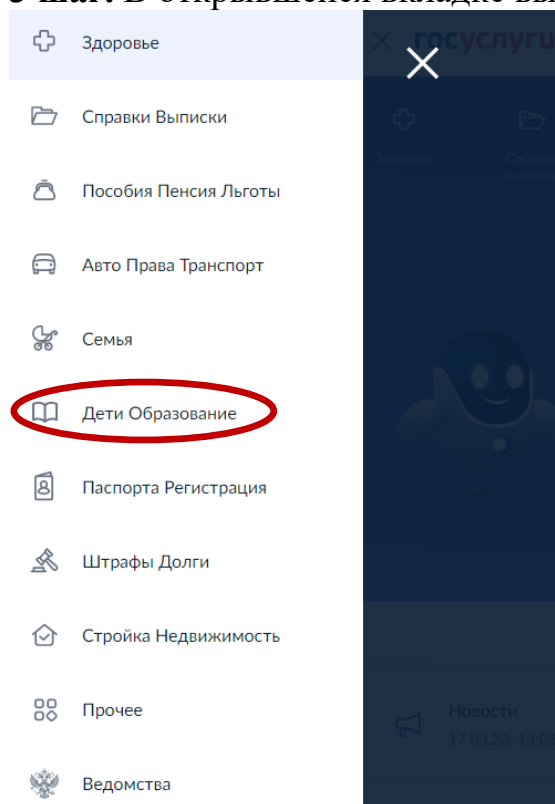 Здоровье
госуслуги
Справки Выписки
Здоровье
Пособия Пенсия Льготы
Авто Права Транспорт
Семья
Дети Образование
Паспорта Регистрация
Штрафы Долги
Стройка Недвижимость
Прочее
Новости
17.03.23, 13:0
Ведомства